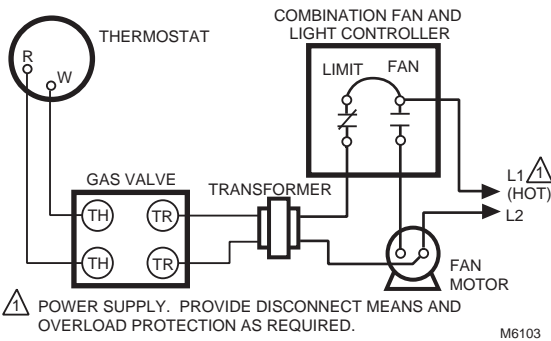 COMBINATION FAN AND
LIGHT CONTROLLER
THERMOSTAT
R
W
LIMIT
FAN
GAS VALVE
TRANSFORMER
TH
TR
TH
TR
L1 1
(HOT)
L2
FAN
MOTOR
1 POWER SUPPLY. PROVIDE DISCONNECT MEANS AND
OVERLOAD PROTECTION AS REQUIRED.
M6103